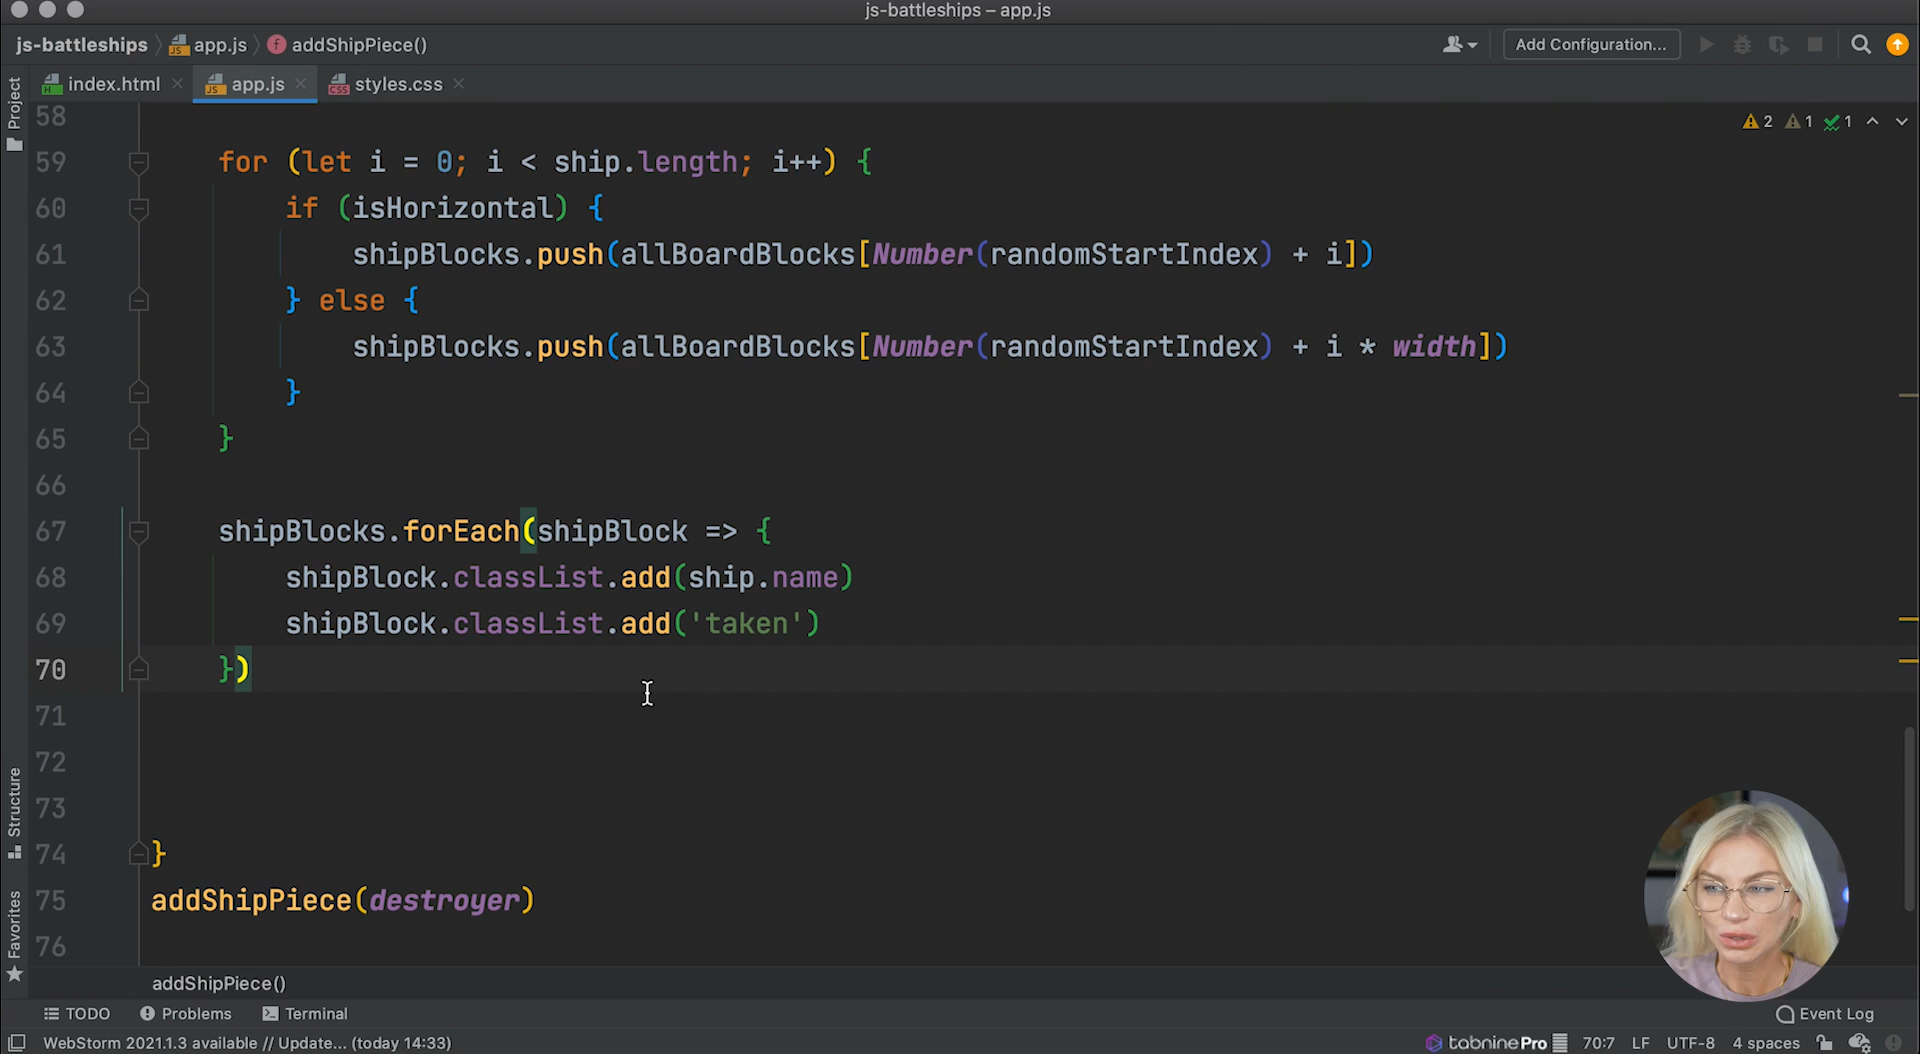 js-battleships – app.js
js-battleships
app.js
addShipPiece()
Add Configuration...
Project
index.html
app.js
styles.css
2
1
1
58
59 for (let i = 0; i < ship.length; i++) {
60 if (isHorizontal) {
61 shipBlocks.push(allBoardBlocks[Number(randomStartIndex) + i])
62 } else {
63 shipBlocks.push(allBoardBlocks[Number(randomStartIndex) + i * width])
64 }
65 }
66
67 shipBlocks.forEach(shipBlock => {
68 shipBlock.classList.add(ship.name)
69 shipBlock.classList.add('taken')
70 })
71
72
73
74 }
75 addShipPiece(destroyer)
76
Structure
Favorites
addShipPiece()
TODO
Problems
Terminal
Event Log
WebStorm 2021.1.3 available // Update... (today 14:33)
tabnine Pro
70:7
LF
UTF-8
4 spaces